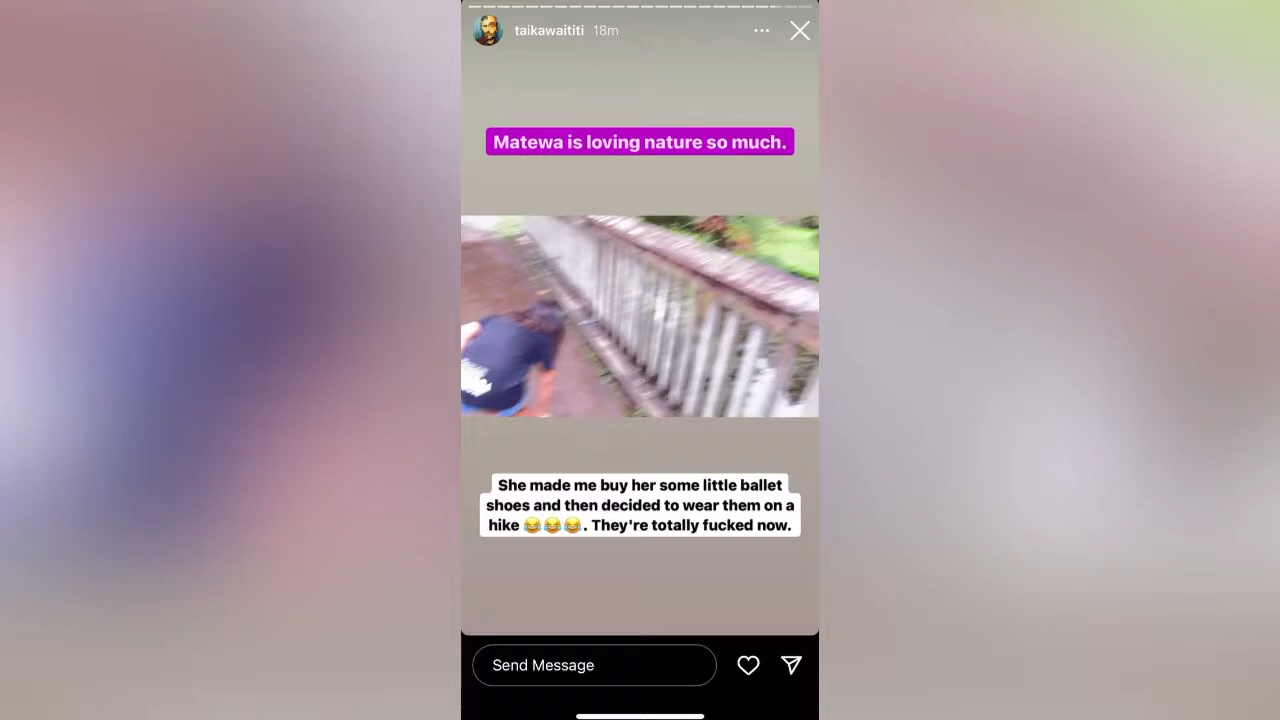 taikawaititi 18m
Matewa is loving nature so much.
She made me buy her some little ballet
shoes and then decided to wear them on a
hike 😂😂😂. They're totally fucked now.
Send Message